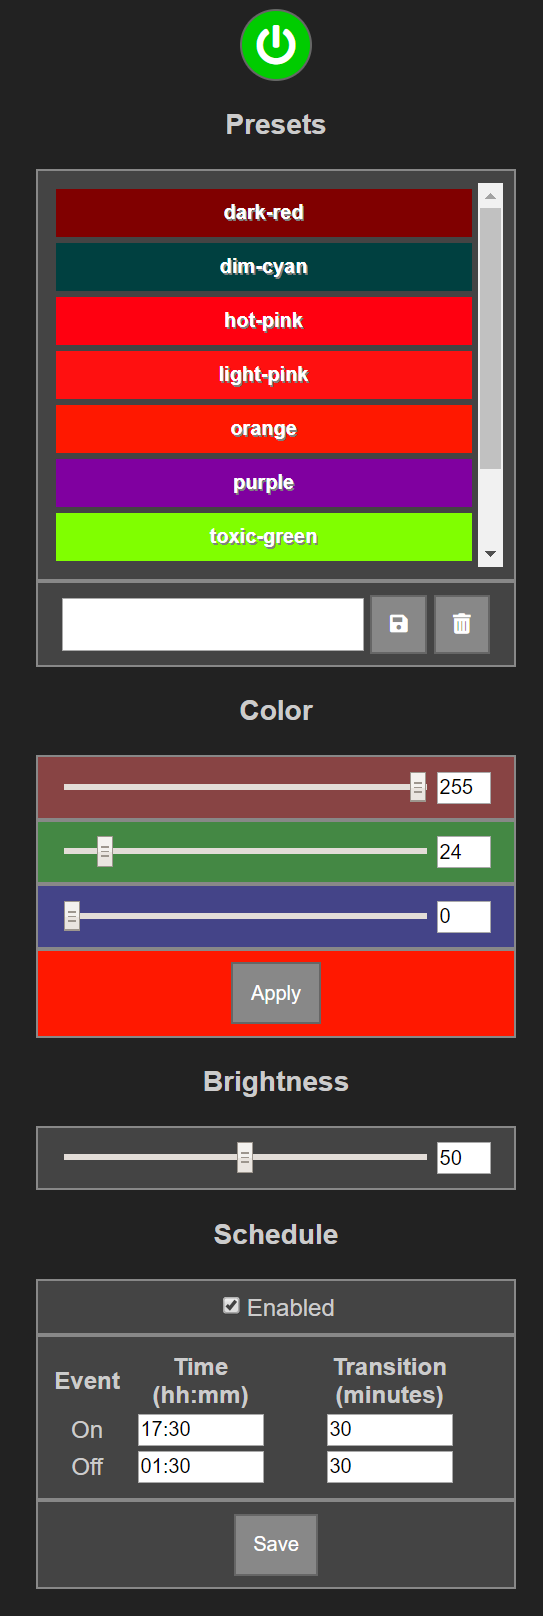 Presets
dark-red
dim-cyan
hot-pink
light-pink
orange
purple
toxic-green
Color
255
24
0
Apply
Brightness
50
Schedule
Enabled
Event Time (hh:mm) Transition (minutes)
On 17:30 30
Off 01:30 30
Save